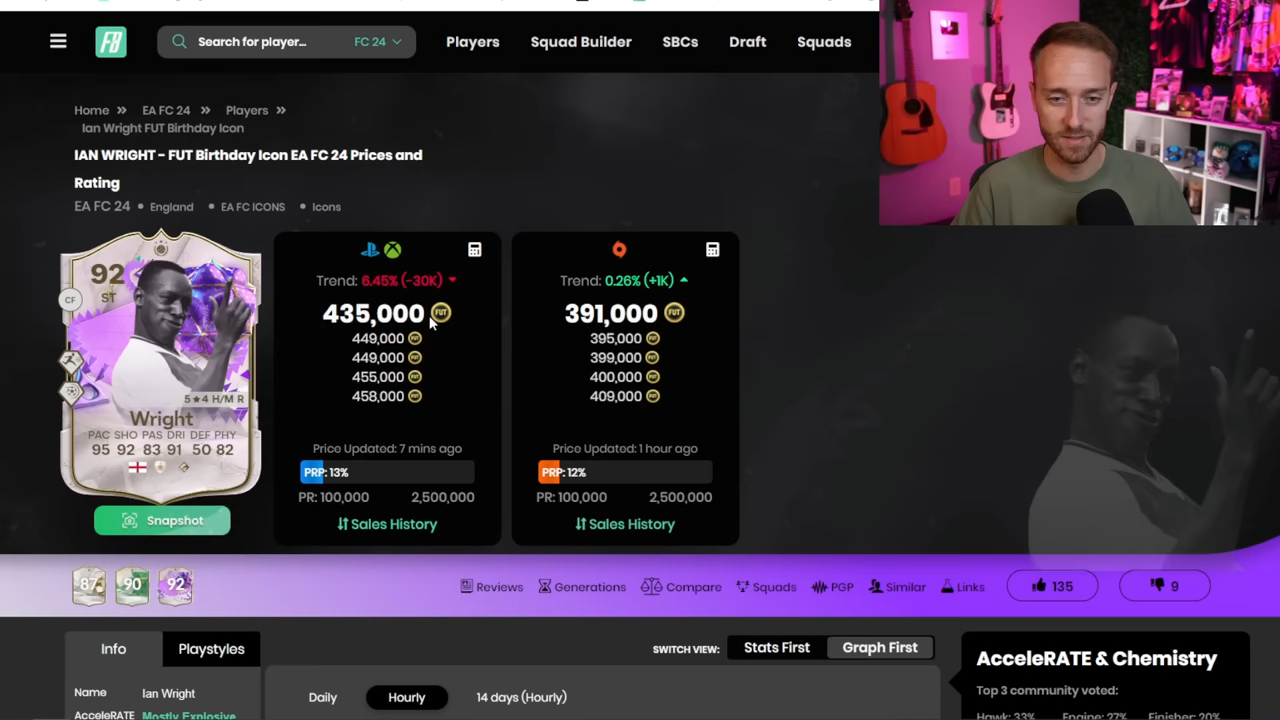 FB
Search for player...
FC 24
Players
Squad Builder
SBCs
Draft
Squads
Home
EA FC 24
Players
Ian Wright FUT Birthday Icon
IAN WRIGHT - FUT Birthday Icon EA FC 24 Prices and
Rating
EA FC 24 • England • EA FC ICONS • Icons
92
ST
CF
5★4 H/M R
Wright
PAC SHO PAS DRI DEF PHY
95 92 83 91 50 82
Snapshot
Trend: 6.45% (-30K)
435,000
449,000
449,000
455,000
458,000
Price Updated: 7 mins ago
PRP: 13%
PR: 100,000 2,500,000
Sales History
Trend: 0.26% (+1K)
391,000
395,000
399,000
400,000
409,000
Price Updated: 1 hour ago
PRP: 12%
PR: 100,000 2,500,000
Sales History
87
90
92
Reviews
Generations
Compare
Squads
PGP
Similar
Links
135
9
Info
Playstyles
Name Ian Wright
AcceleRATE Mostly Explosive
SWITCH VIEW:
Stats First
Graph First
Daily
Hourly
14 days (Hourly)
AcceleRATE & Chemistry
Top 3 community voted:
Hawk: 33% Engine: 27% Finisher: 20%